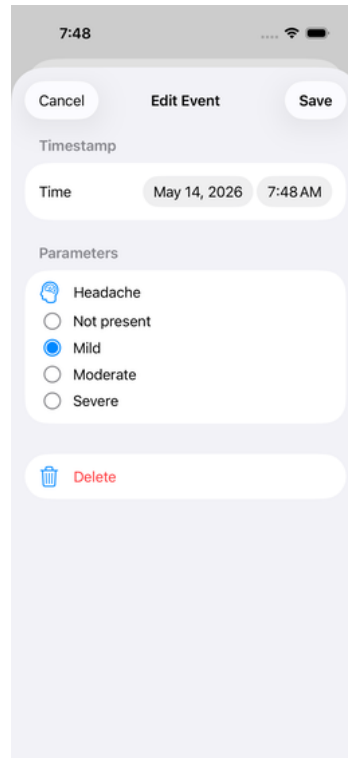 7:48
Cancel Edit Event Save
Timestamp
Time May 14, 2026 7:48 AM
Parameters
Headache
Not present
Mild
Moderate
Severe
Delete